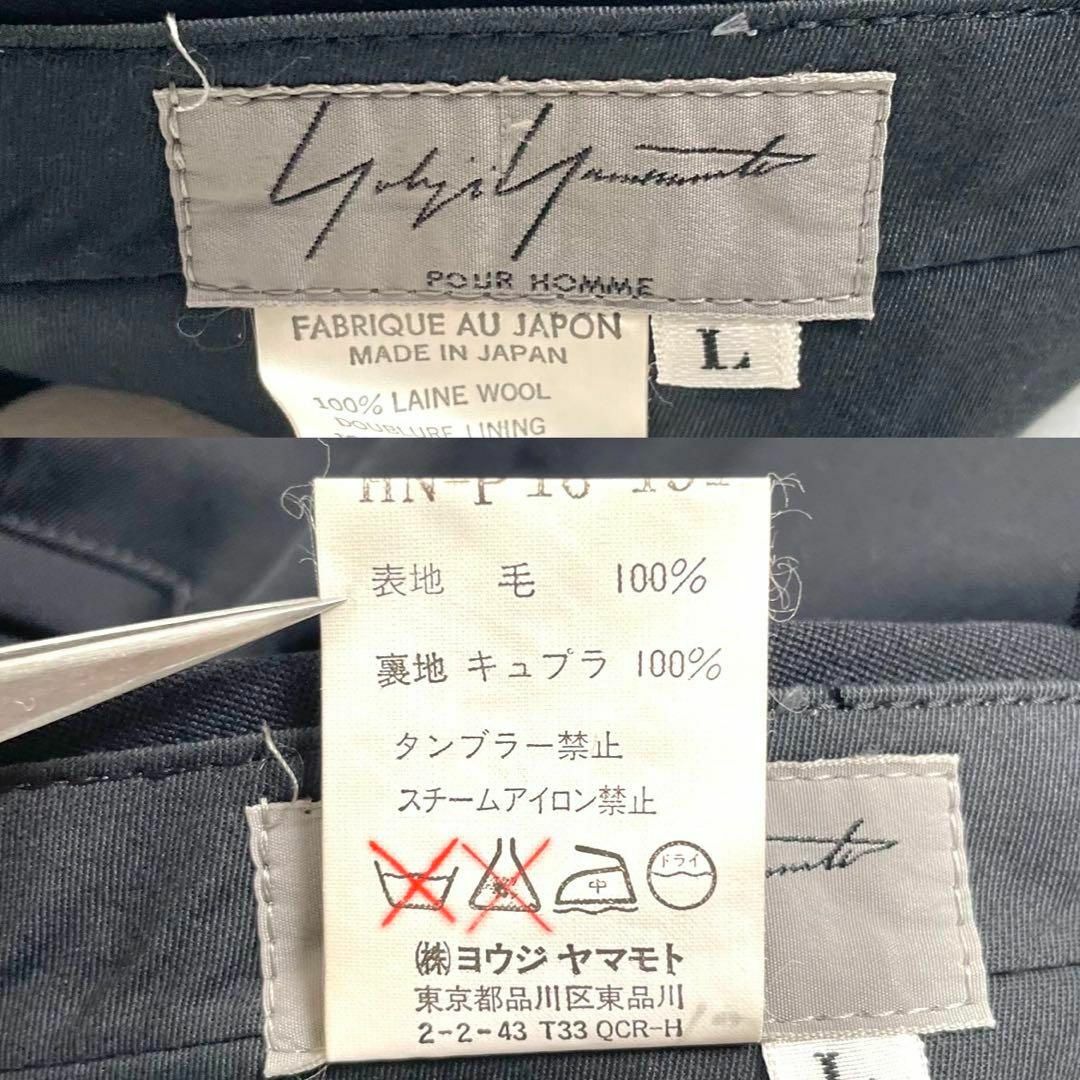 Yohji Yamamoto
POUR HOMME
FABRIQUE AU JAPON
MADE IN JAPAN
L
100% LAINE WOOL
DOUBLURE LINING
表地 毛 100%
裏地 キュプラ 100%
タンブラー禁止
スチームアイロン禁止
中 ドライ
㈱ヨウジ ヤマモト
東京都品川区東品川
2-2-43 T33 QCR-H